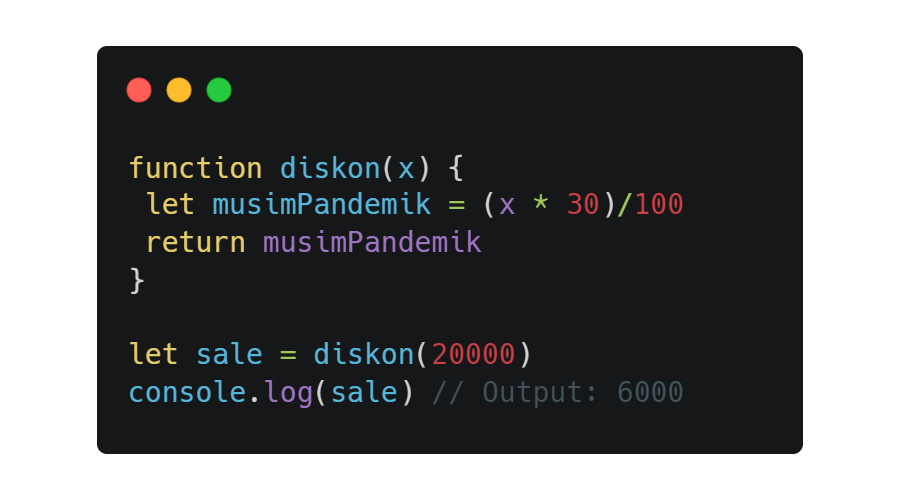 function diskon(x) {
 let musimPandemik = (x * 30)/100
 return musimPandemik
}

let sale = diskon(20000)
console.log(sale) // Output: 6000